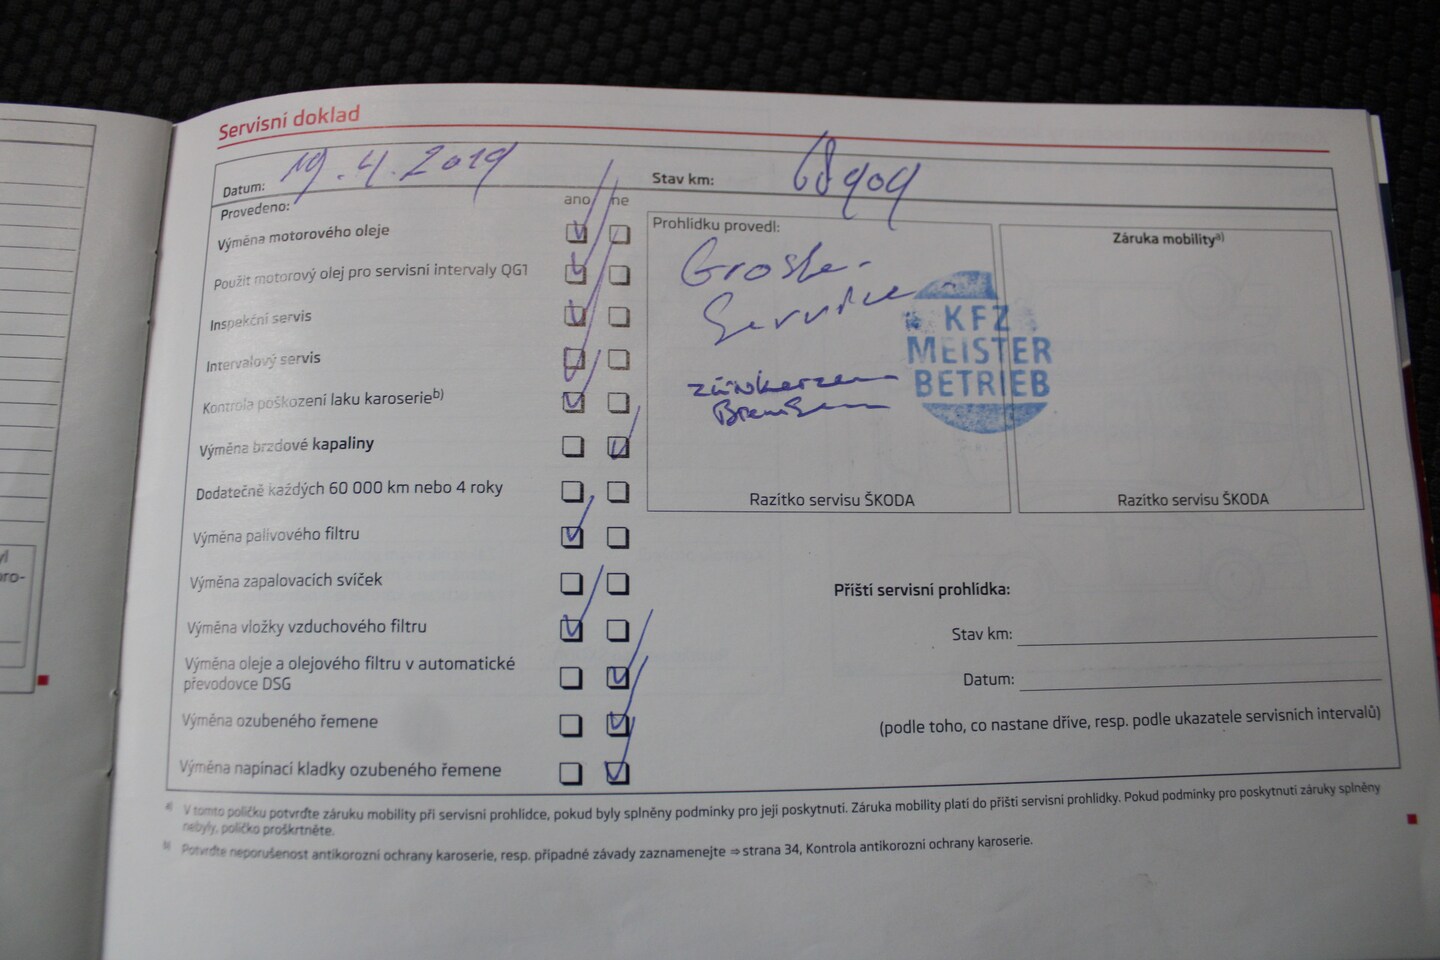 Servisní doklad
Datum: 19.4.2019
Stav km: 68909
Provedeno:
ano ne
Výměna motorového oleje
Použit motorový olej pro servisní intervaly QG1
Inspekční servis
Intervalový servis
Kontrola poškození laku karoserieb)
Výměna brzdové kapaliny
Dodatečně každých 60 000 km nebo 4 roky
Výměna palivového filtru
Výměna zapalovacích svíček
Výměna vložky vzduchového filtru
Výměna oleje a olejového filtru v automatické
převodovce DSG
Výměna ozubeného řemene
Výměna napínací kladky ozubeného řemene
Prohlídku provedl:
Service
KFZ
MEISTER
BETRIEB
Zündkerzen
Bremsen
Razítko servisu ŠKODA
Záruka mobilitya)
Razítko servisu ŠKODA
Příští servisní prohlídka:
Stav km:
Datum:
(podle toho, co nastane dříve, resp. podle ukazatele servisních intervalů)
a) V tomto políčku potvrďte záruku mobility při servisní prohlídce, pokud byly splněny podmínky pro její poskytnutí. Záruka mobility platí do příští servisní prohlídky. Pokud podmínky pro poskytnutí záruky splněny
nebyly, políčko proškrtněte.
b) Potvrďte neporušenost antikorozní ochrany karoserie, resp. případné závady zaznamenejte ⇒ strana 34, Kontrola antikorozní ochrany karoserie.